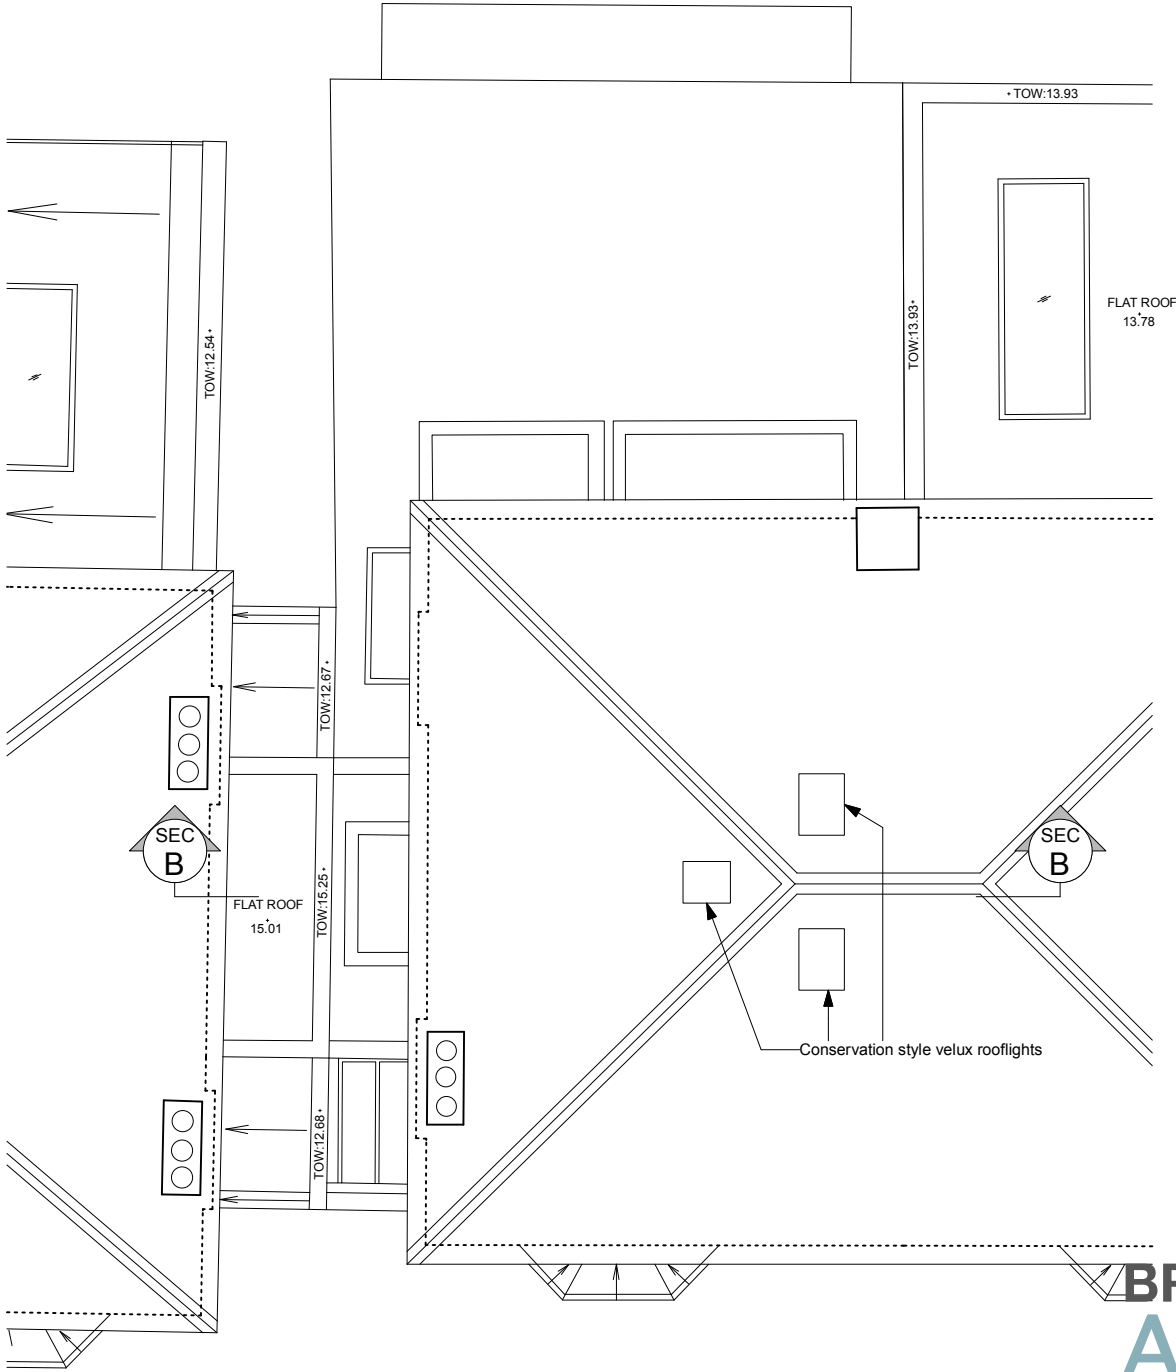 TOW:13.93
FLAT ROOF
13.78
TOW:13.93
TOW:12.54
TOW:12.67
SEC
B
SEC
B
FLAT ROOF
15.01
TOW:15.25
Conservation style velux rooflights
TOW:12.68